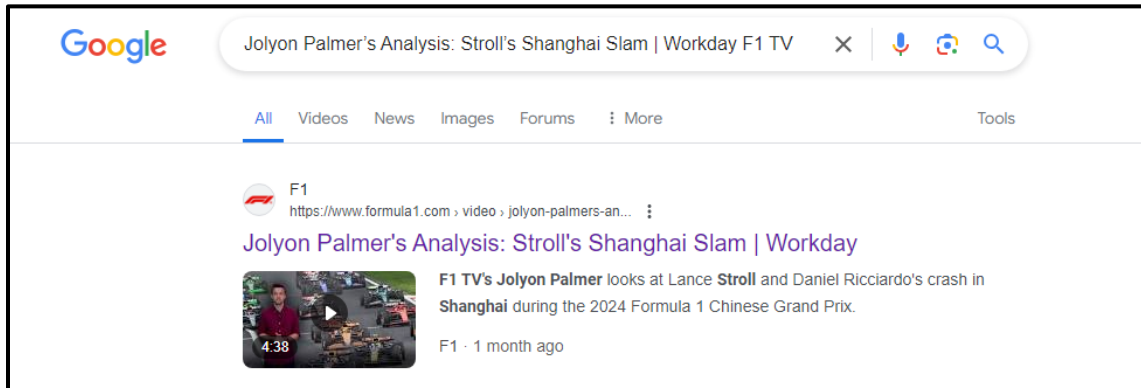 Google
Jolyon Palmer’s Analysis: Stroll’s Shanghai Slam | Workday F1 TV
All Videos News Images Forums More Tools
F1
https://www.formula1.com › video › jolyon-palmers-an...
Jolyon Palmer's Analysis: Stroll's Shanghai Slam | Workday
F1 TV's Jolyon Palmer looks at Lance Stroll and Daniel Ricciardo's crash in
Shanghai during the 2024 Formula 1 Chinese Grand Prix.
4:38
F1 · 1 month ago